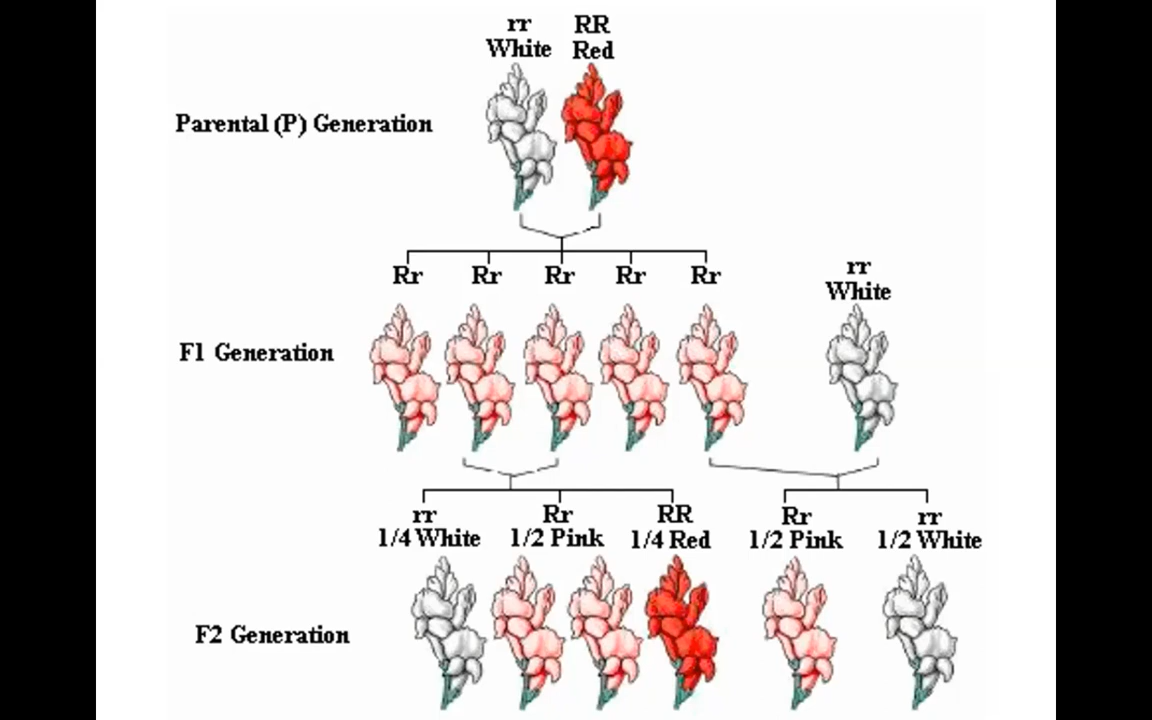 rr
White
RR
Red
Parental (P) Generation
Rr
Rr
Rr
Rr
Rr
rr
White
F1 Generation
rr
1/4 White
Rr
1/2 Pink
RR
1/4 Red
Rr
1/2 Pink
rr
1/2 White
F2 Generation